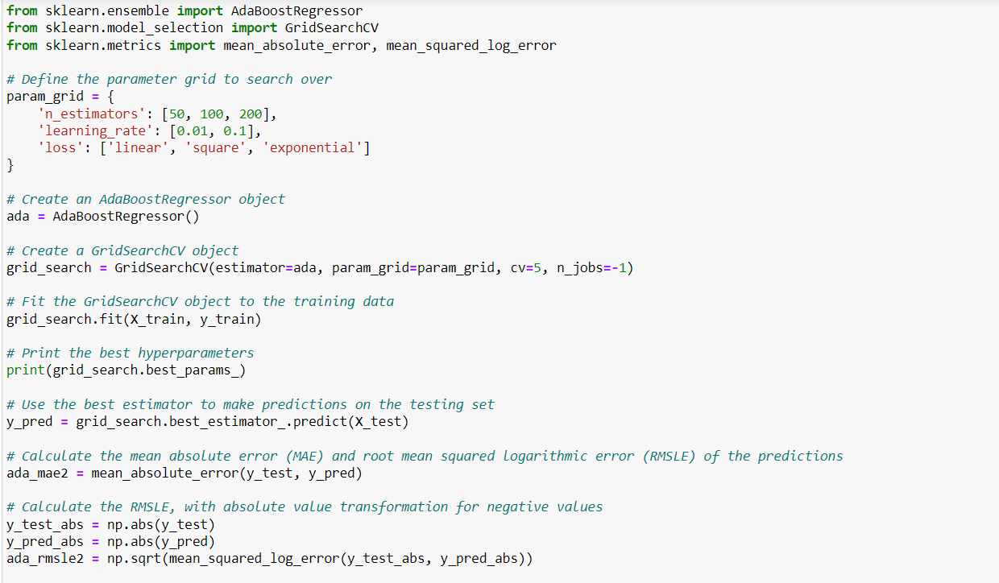 from sklearn.ensemble import AdaBoostRegressor
from sklearn.model_selection import GridSearchCV
from sklearn.metrics import mean_absolute_error, mean_squared_log_error

# Define the parameter grid to search over
param_grid = {
    'n_estimators': [50, 100, 200],
    'learning_rate': [0.01, 0.1],
    'loss': ['linear', 'square', 'exponential']
}

# Create an AdaBoostRegressor object
ada = AdaBoostRegressor()

# Create a GridSearchCV object
grid_search = GridSearchCV(estimator=ada, param_grid=param_grid, cv=5, n_jobs=-1)

# Fit the GridSearchCV object to the training data
grid_search.fit(X_train, y_train)

# Print the best hyperparameters
print(grid_search.best_params_)

# Use the best estimator to make predictions on the testing set
y_pred = grid_search.best_estimator_.predict(X_test)

# Calculate the mean absolute error (MAE) and root mean squared logarithmic error (RMSLE) of the predictions
ada_mae2 = mean_absolute_error(y_test, y_pred)

# Calculate the RMSLE, with absolute value transformation for negative values
y_test_abs = np.abs(y_test)
y_pred_abs = np.abs(y_pred)
ada_rmsle2 = np.sqrt(mean_squared_log_error(y_test_abs, y_pred_abs))